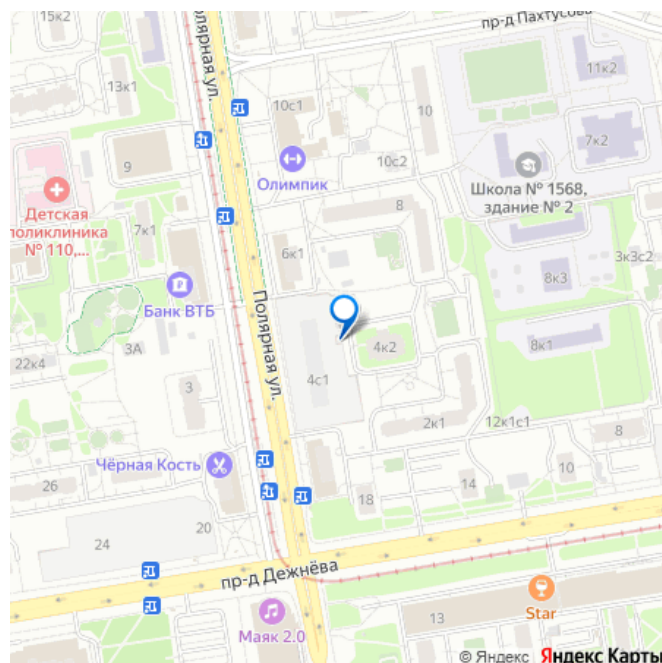 15к2
Полярная ул.
пр-д Пахтусова
11к2
13к1
10с1
10
7к2
9
10с2
Олимпик
Школа № 1568,
здание № 2
Детская
поликлиника
№ 110,...
7к1
8
6к1
3к3с2
8к3
Банк ВТБ
Полярная ул.
3А
4к2
8к1
22к4
4с1
3
2к1
12к1с1
8
Чёрная Кость
26
14
10
18
20
24
пр-д Дежнёва
13
Star
Маяк 2.0
© Яндекс Яндекс Карты